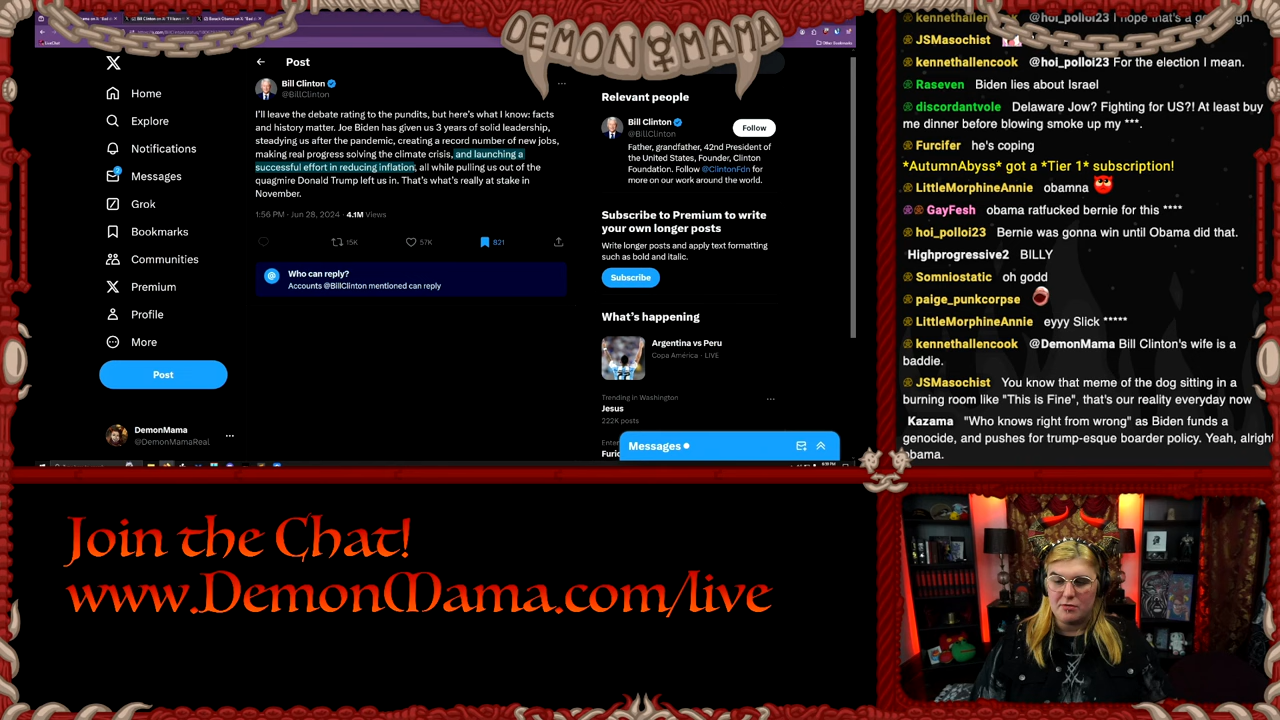 DEMON MAMA
LiveChat
Other Bookmarks
Home
Explore
Notifications
Messages
Grok
Bookmarks
Communities
Premium
Profile
More
Post
DemonMama
@DemonMamaReal
Post
Bill Clinton
@BillClinton
I'll leave the debate rating to the pundits, but here's what I know: facts
and history matter. Joe Biden has given us 3 years of solid leadership,
steadying us after the pandemic, creating a record number of new jobs,
making real progress solving the climate crisis, and launching a
successful effort in reducing inflation, all while pulling us out of the
quagmire Donald Trump left us in. That's what's really at stake in
November.
1:56 PM · Jun 28, 2024 · 4.1M Views
15K
57K
821
Who can reply?
Accounts @BillClinton mentioned can reply
Relevant people
Bill Clinton
@BillClinton
Follow
Father, grandfather, 42nd President of
the United States, Founder, Clinton
Foundation. Follow @ClintonFdn for
more on our work around the world.
Subscribe to Premium to write
your own longer posts
Write longer posts and apply text formatting
such as bold and italic.
Subscribe
What's happening
Argentina vs Peru
Copa América · LIVE
Trending in Washington
Jesus
222K posts
Messages
kennethallencook @hoi_polloi23
JSMasochist
kennethallencook @hoi_polloi23 For the election I mean.
Raseven Biden lies about Israel
discordantvole Delaware Jow? Fighting for US?! At least buy
me dinner before blowing smoke up my ***.
Furcifer he's coping
*AutumnAbyss* got a *Tier 1* subscription!
LittleMorphineAnnie obamna
GayFesh obama ratfucked bernie for this ****
hoi_polloi23 Bernie was gonna win until Obama did that.
Highprogressive2 BILLY
Somniostatic oh godd
paige_punkcorpse
LittleMorphineAnnie eyyy Slick *****
kennethallencook @DemonMama Bill Clinton's wife is a
baddie.
JSMasochist You know that meme of the dog sitting in a
burning room like "This is Fine", that's our reality everyday now
Kazama "Who knows right from wrong" as Biden funds a
genocide, and pushes for trump-esque boarder policy. Yeah, alright
obama.
Join the Chat!
www.DemonMama.com/live